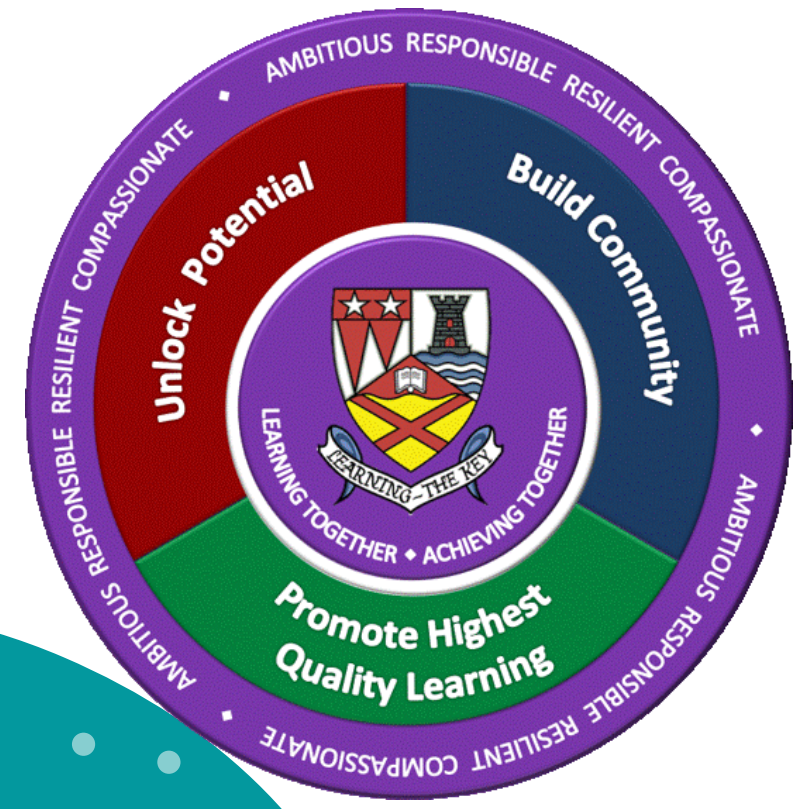 AMBITIOUS RESPONSIBLE RESILIENT COMPASSIONATE
AMBITIOUS RESPONSIBLE RESILIENT COMPASSIONATE
AMBITIOUS RESPONSIBLE RESILIENT COMPASSIONATE
Unlock Potential
Build Community
Promote Highest
Quality Learning
LEARNING~THE KEY
LEARNING TOGETHER ◆ ACHIEVING TOGETHER